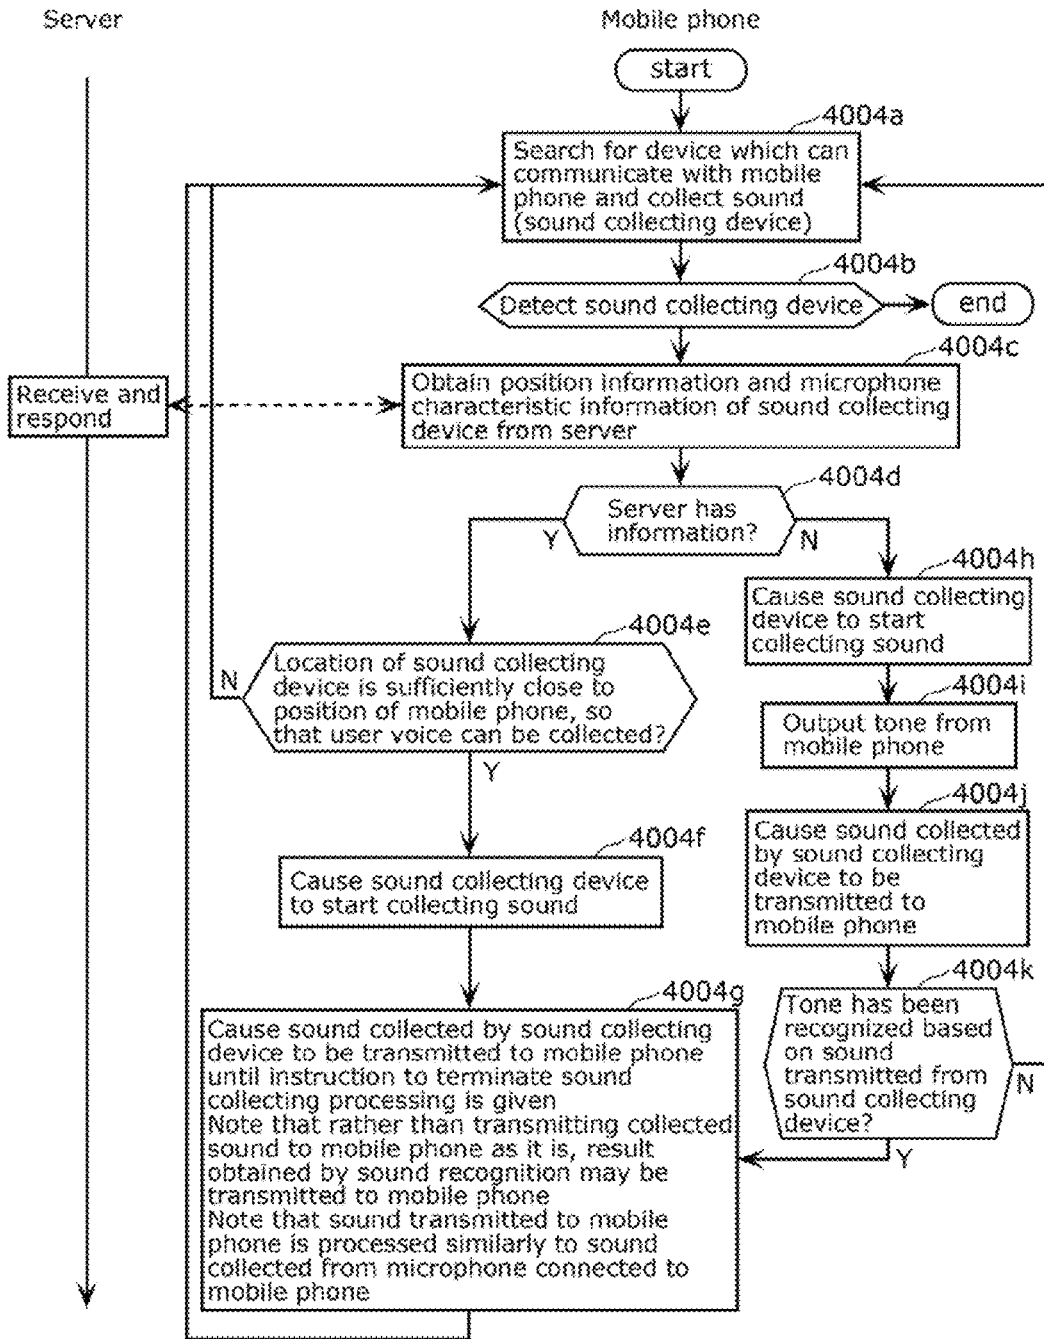 Server
Mobile phone
start
4004a
Search for device which can
communicate with mobile
phone and collect sound
(sound collecting device)
4004b
Detect sound collecting device
end
4004c
Receive and
respond
Obtain position information and microphone
characteristic information of sound collecting
device from server
4004d
Server has
information?
Y
N
4004h
Cause sound collecting
device to start
collecting sound
4004e
Location of sound collecting
device is sufficiently close to
position of mobile phone, so
that user voice can be collected?
N
Y
4004i
Output tone from
mobile phone
4004j
Cause sound collected
by sound collecting
device to be
transmitted to
mobile phone
4004f
Cause sound collecting device
to start collecting sound
4004k
Tone has been
recognized based
on sound
transmitted from
sound collecting
device?
N
Y
4004g
Cause sound collected by sound collecting
device to be transmitted to mobile phone
until instruction to terminate sound
collecting processing is given
Note that rather than transmitting collected
sound to mobile phone as it is, result
obtained by sound recognition may be
transmitted to mobile phone
Note that sound transmitted to mobile
phone is processed similarly to sound
collected from microphone connected to
mobile phone